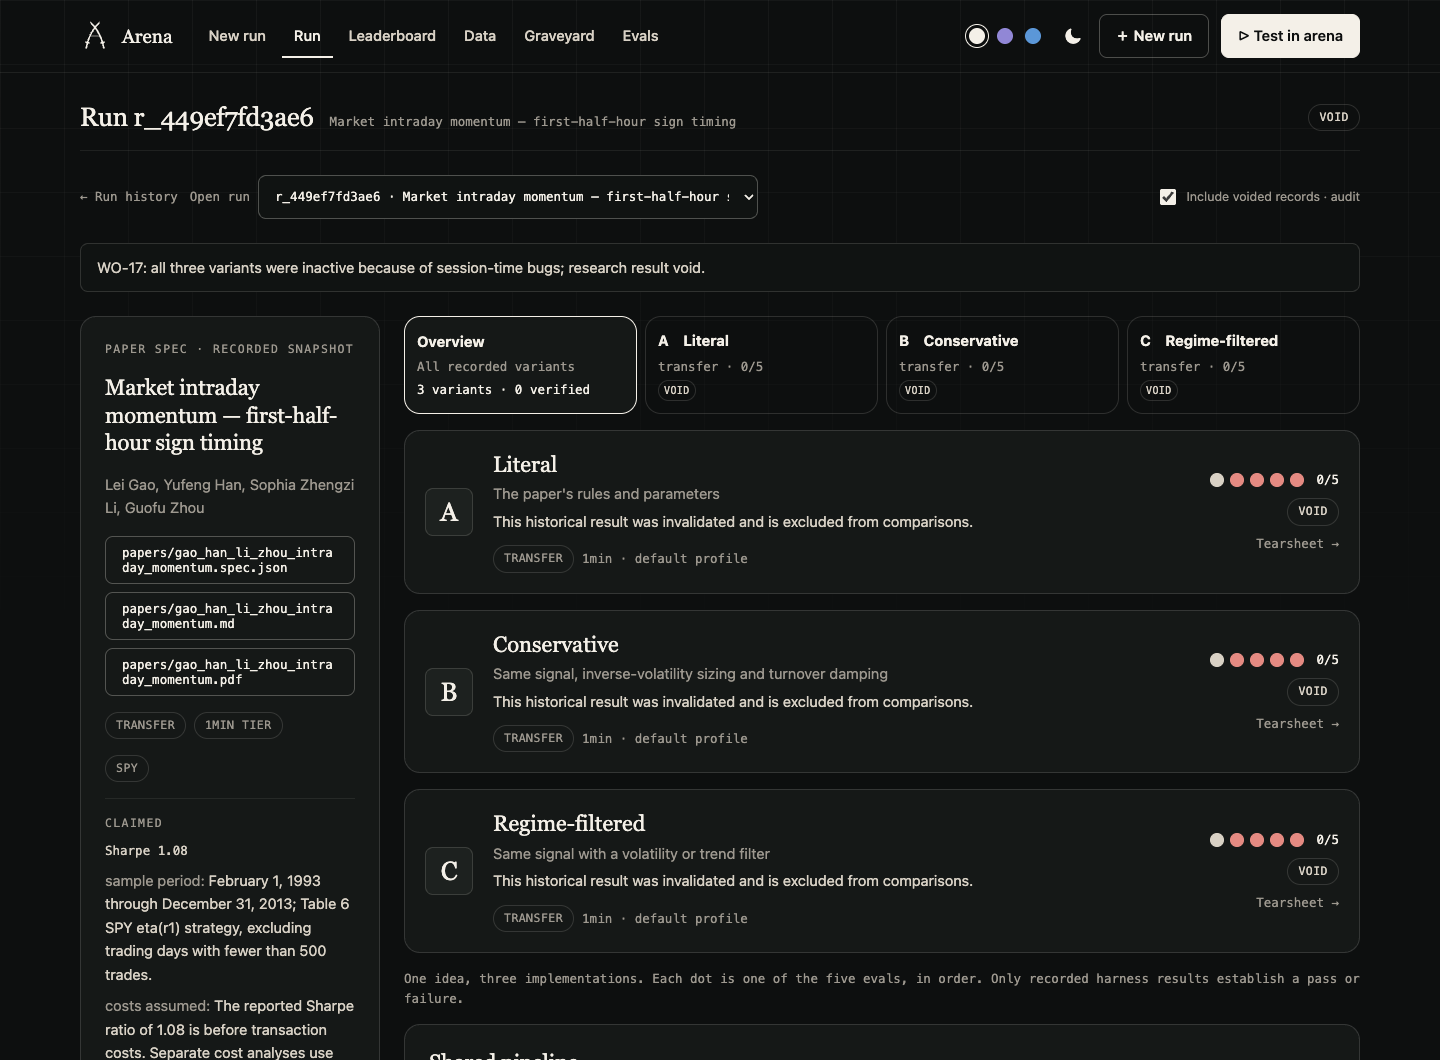 Arena
New run
Run
Leaderboard
Data
Graveyard
Evals
+ New run
Test in arena
Run r_449ef7fd3ae6
Market intraday momentum — first-half-hour sign timing
VOID
← Run history
Open run
r_449ef7fd3ae6 · Market intraday momentum — first-half-hour
Include voided records · audit
WO-17: all three variants were inactive because of session-time bugs; research result void.
PAPER SPEC · RECORDED SNAPSHOT
Market intraday
momentum — first-half-
hour sign timing
Lei Gao, Yufeng Han, Sophia Zhengzi
Li, Guofu Zhou
papers/gao_han_li_zhou_intra
day_momentum.spec.json
papers/gao_han_li_zhou_intra
day_momentum.md
papers/gao_han_li_zhou_intra
day_momentum.pdf
TRANSFER
1MIN TIER
SPY
CLAIMED
Sharpe 1.08
sample period: February 1, 1993
through December 31, 2013; Table 6
SPY eta(r1) strategy, excluding
trading days with fewer than 500
trades.
costs assumed: The reported Sharpe
ratio of 1.08 is before transaction
costs. Separate cost analyses use
Overview
All recorded variants
3 variants · 0 verified
A Literal
transfer · 0/5
VOID
B Conservative
transfer · 0/5
VOID
C Regime-filtered
transfer · 0/5
VOID
A
Literal
The paper's rules and parameters
This historical result was invalidated and is excluded from comparisons.
TRANSFER 1min · default profile
0/5
VOID
Tearsheet →
B
Conservative
Same signal, inverse-volatility sizing and turnover damping
This historical result was invalidated and is excluded from comparisons.
TRANSFER 1min · default profile
0/5
VOID
Tearsheet →
C
Regime-filtered
Same signal with a volatility or trend filter
This historical result was invalidated and is excluded from comparisons.
TRANSFER 1min · default profile
0/5
VOID
Tearsheet →
One idea, three implementations. Each dot is one of the five evals, in order. Only recorded harness results establish a pass or
failure.
Shared pipeline